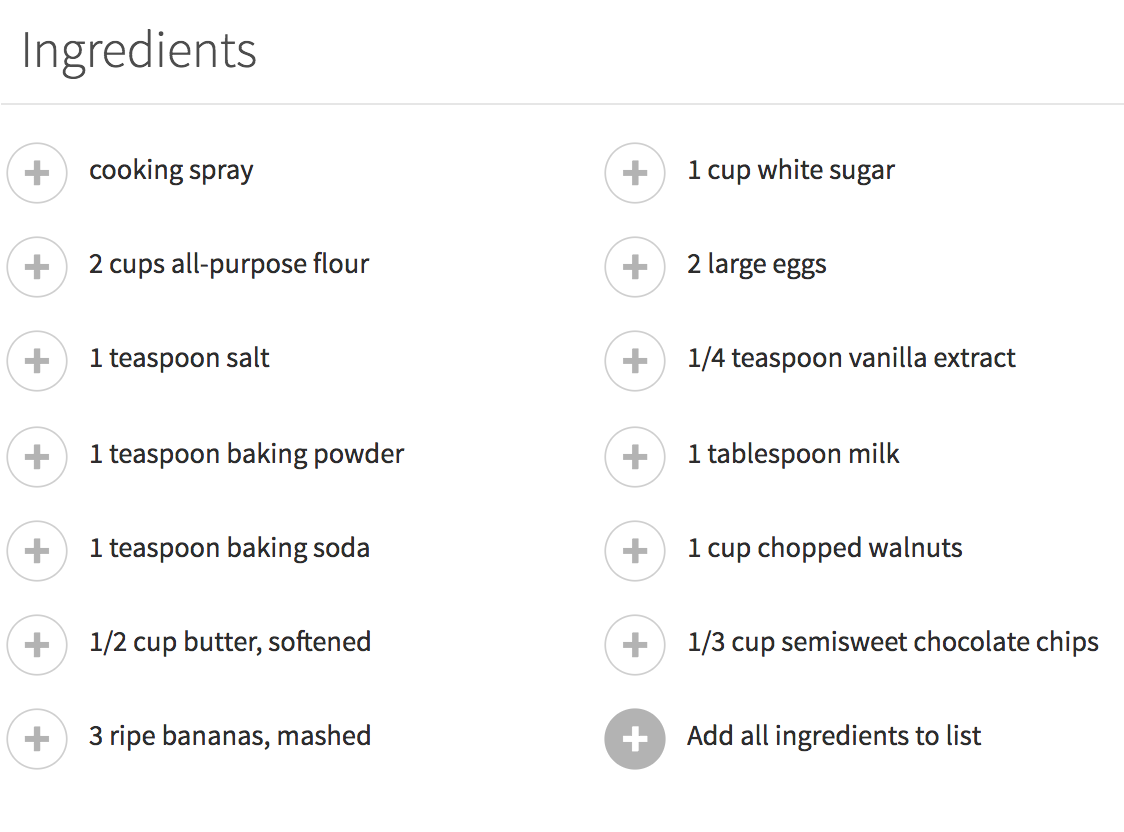 Ingredients
cooking spray
2 cups all-purpose flour
1 teaspoon salt
1 teaspoon baking powder
1 teaspoon baking soda
1/2 cup butter, softened
3 ripe bananas, mashed
1 cup white sugar
2 large eggs
1/4 teaspoon vanilla extract
1 tablespoon milk
1 cup chopped walnuts
1/3 cup semisweet chocolate chips
Add all ingredients to list